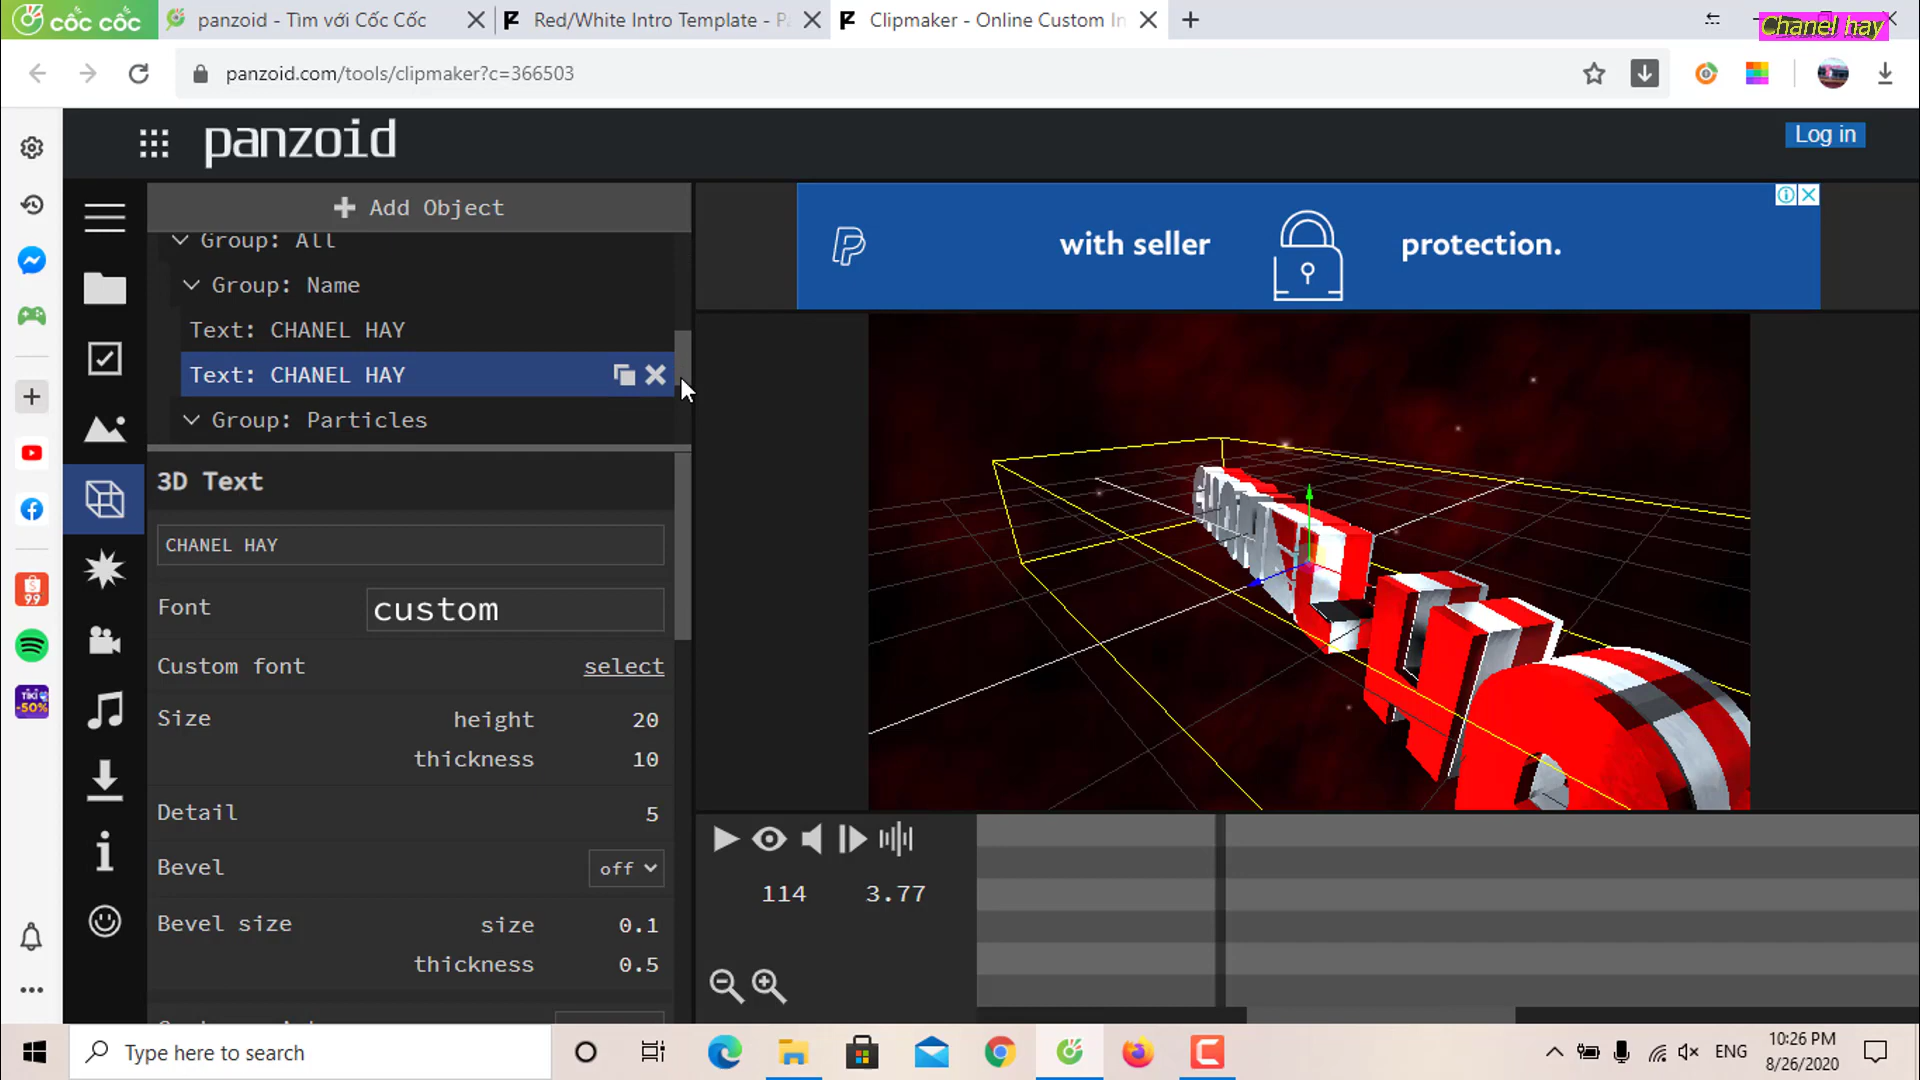 cốc cốc
panzoid - Tìm với Cốc Cốc
Red/White Intro Template - P
Clipmaker - Online Custom In
Chanel hay
panzoid.com/tools/clipmaker?c=366503
panzoid
Log in
Add Object
Group: All
Group: Name
Text: CHANEL HAY
Text: CHANEL HAY
Group: Particles
with seller
protection.
3D Text
CHANEL HAY
Font
custom
Custom font
select
Size
height
20
thickness
10
Detail
5
Bevel
off
Bevel size
size
0.1
thickness
0.5
114
3.77
9.9
TIKI
-50%
Type here to search
ENG
10:26 PM
8/26/2020